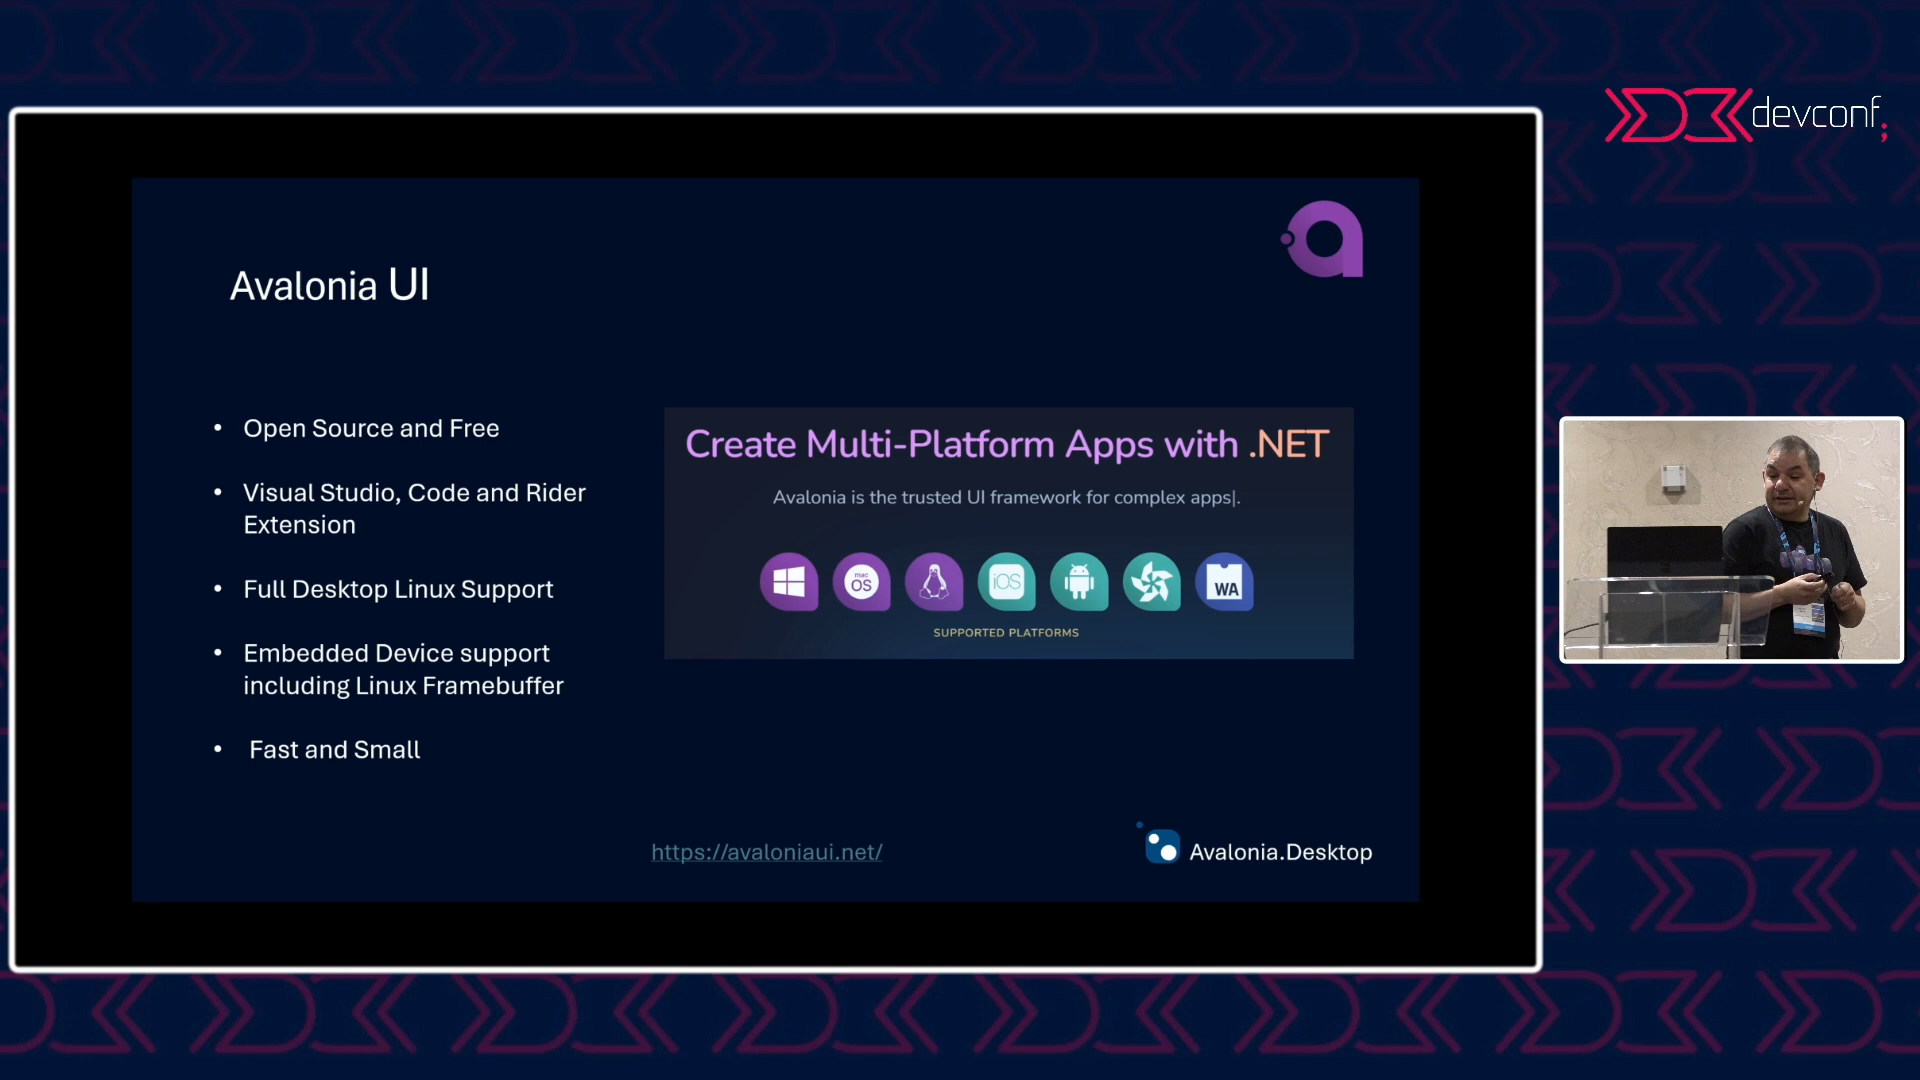 devconf;
Avalonia UI
• Open Source and Free
• Visual Studio, Code and Rider
Extension
• Full Desktop Linux Support
• Embedded Device support
including Linux Framebuffer
• Fast and Small
Create Multi-Platform Apps with .NET
Avalonia is the trusted UI framework for complex apps|.
mac
OS
iOS
WA
SUPPORTED PLATFORMS
https://avaloniaui.net/
Avalonia.Desktop